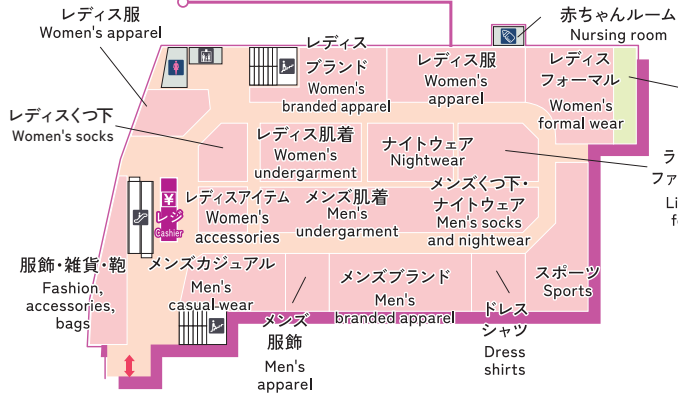 レディス服
Women's apparel
赤ちゃんルーム
Nursing room
レディス
ブランド
Women's
branded apparel
レディス服
Women's
apparel
レディス
フォーマル
Women's
formal wear
レディスくつ下
Women's socks
レディス肌着
Women's
undergarment
ナイトウェア
Nightwear
ラ
ファ
Li
fo
¥
レジ
Cashier
レディスアイテム
Women's
accessories
メンズ肌着
Men's
undergarment
メンズくつ下・
ナイトウェア
Men's socks
and nightwear
服飾・雑貨・鞄
Fashion,
accessories,
bags
メンズカジュアル
Men's
casual wear
メンズブランド
Men's
branded apparel
スポーツ
Sports
メンズ
服飾
Men's
apparel
ドレス
シャツ
Dress
shirts